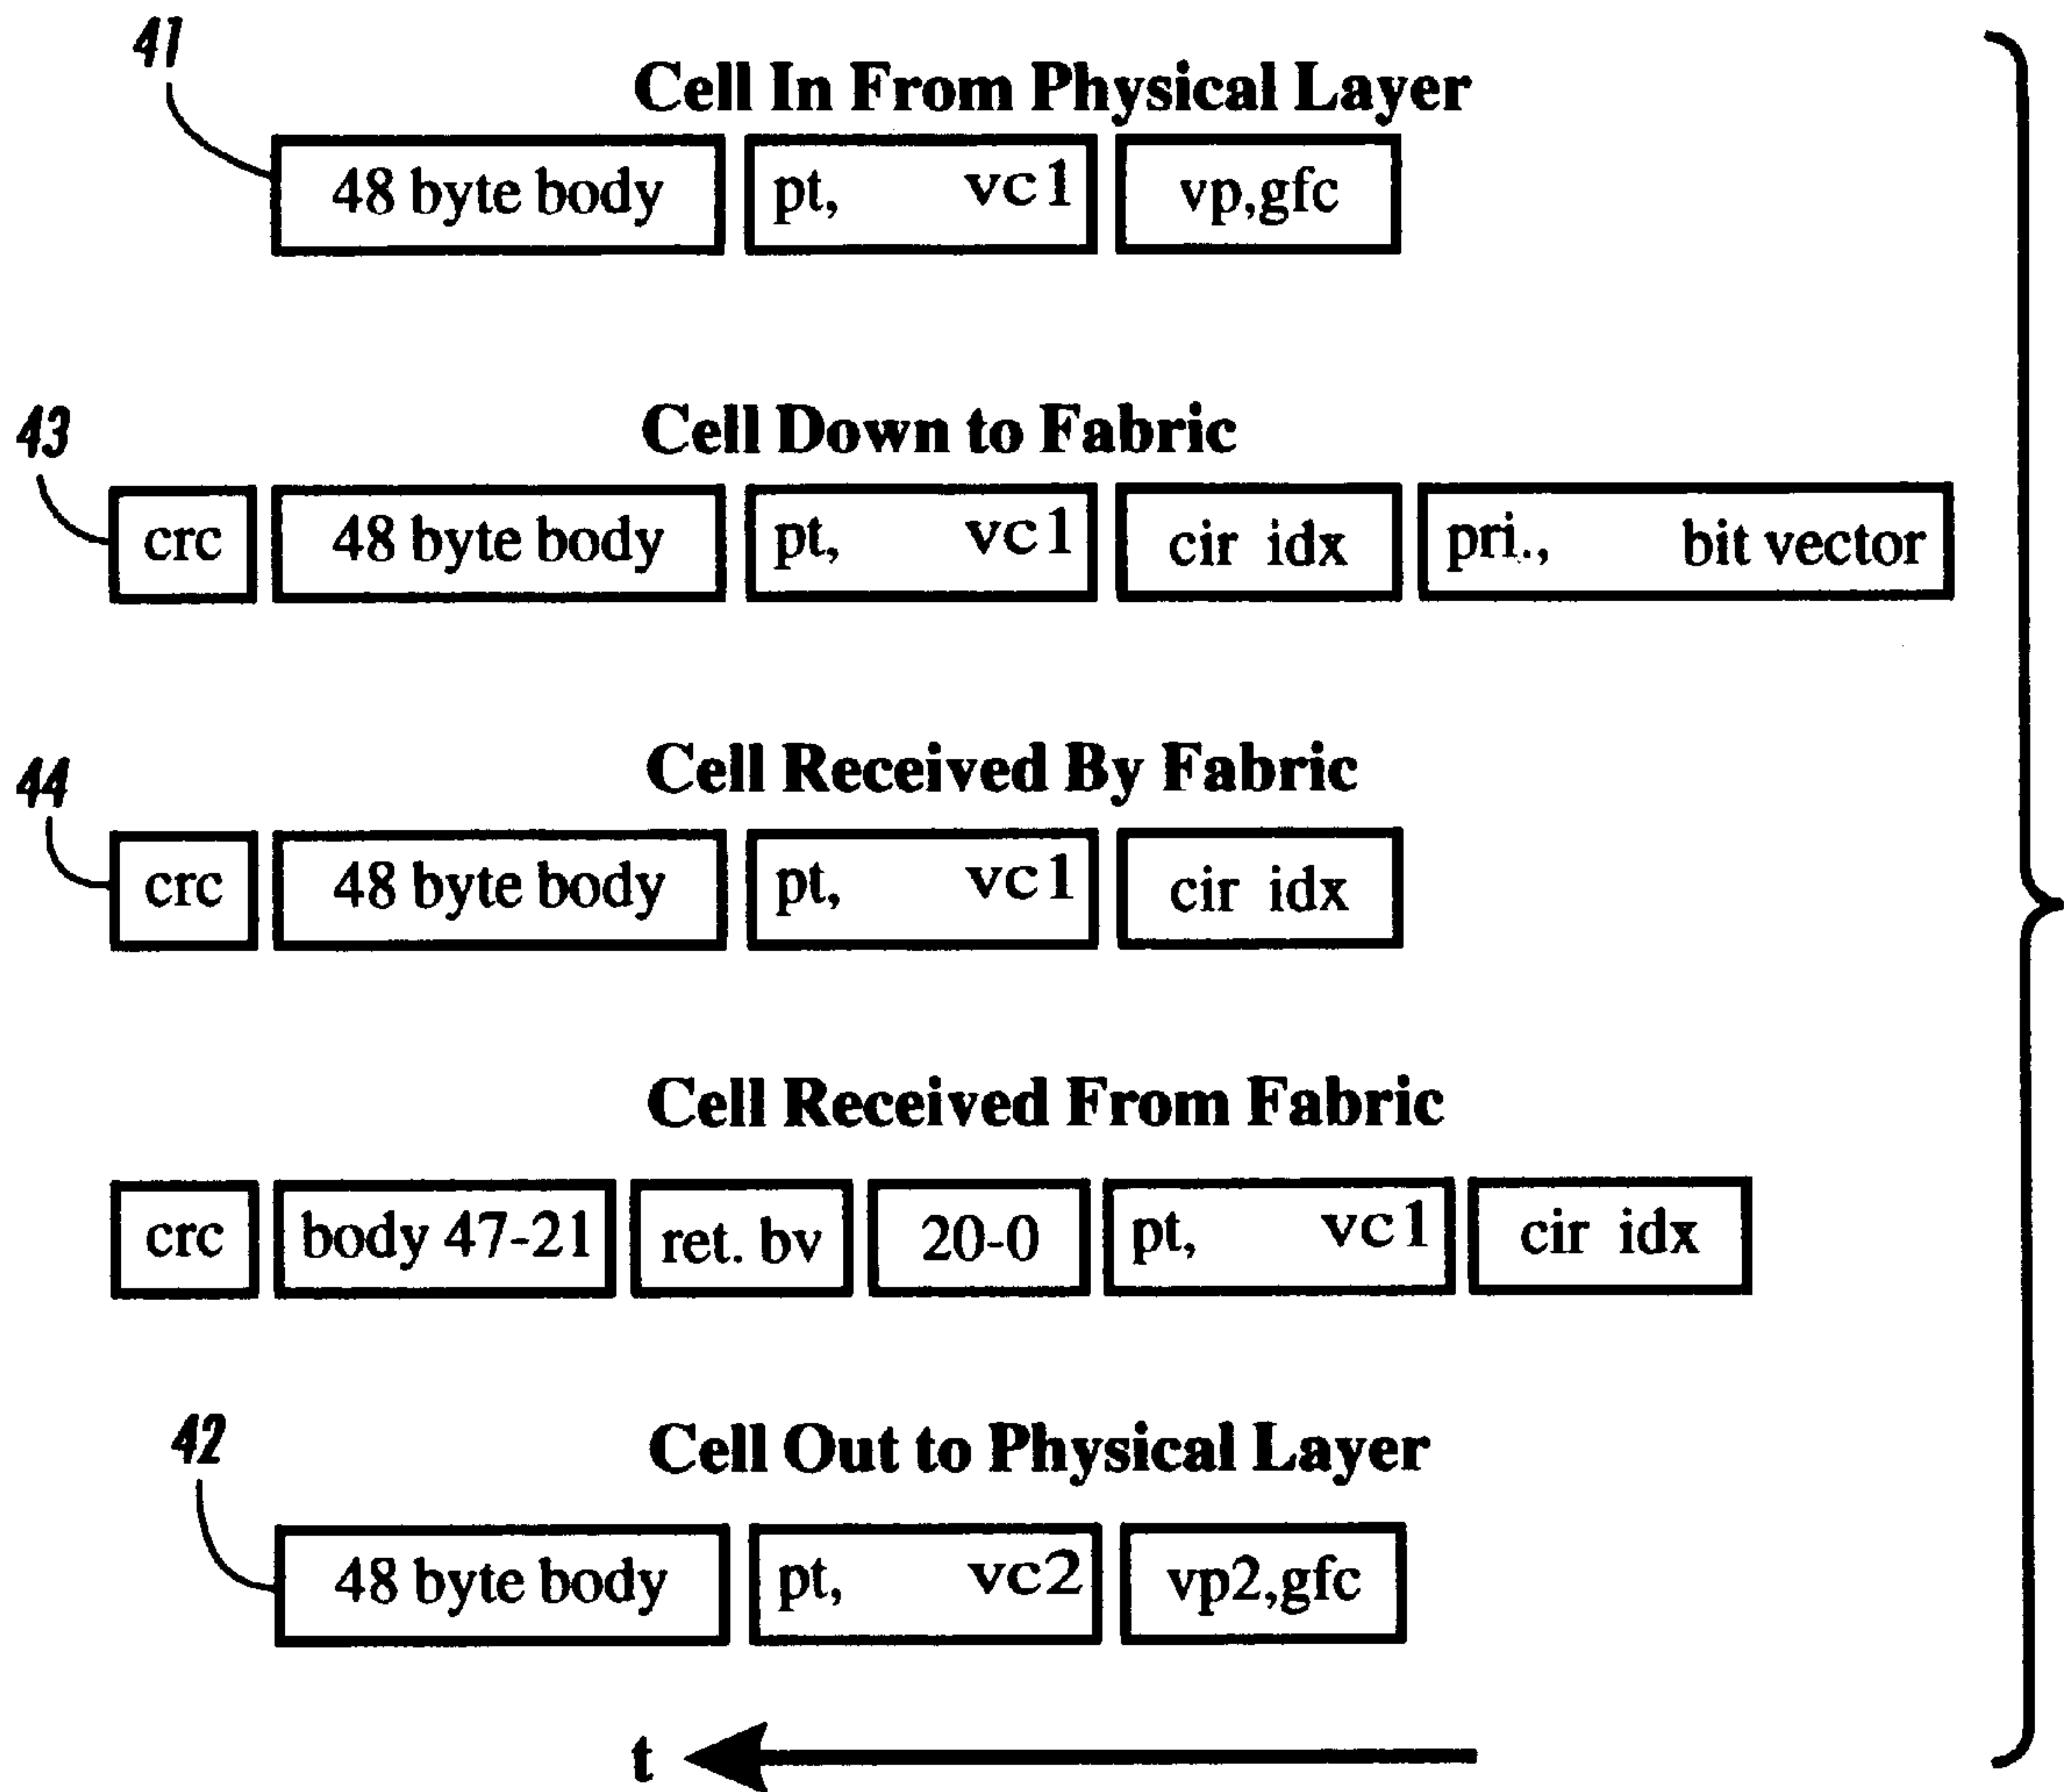 41
Cell In From Physical Layer
48 byte body pt, vc1 vp,gfc
43
Cell Down to Fabric
crc 48 byte body pt, vc1 cir idx pri., bit vector
44
Cell Received By Fabric
crc 48 byte body pt, vc1 cir idx
Cell Received From Fabric
crc body 47-21 ret. bv 20-0 pt, vc1 cir idx
42
Cell Out to Physical Layer
48 byte body pt, vc2 vp2,gfc
t